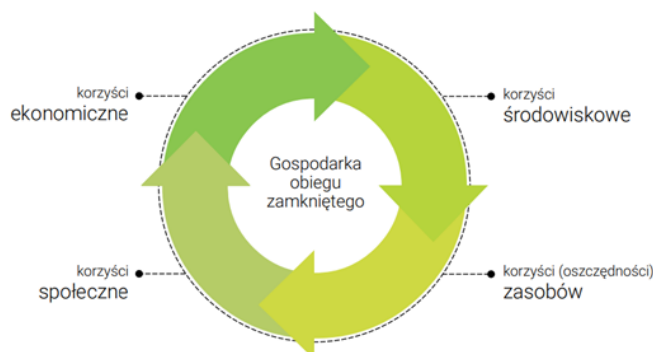 korzyści
ekonomiczne
korzyści
środowiskowe
Gospodarka
obiegu
zamkniętego
korzyści
społeczne
korzyści (oszczędności)
zasobów